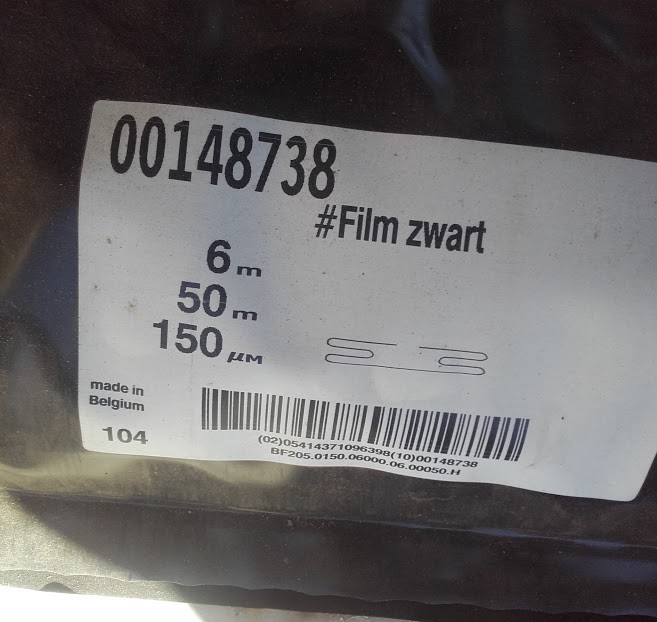 00148738
#Film zwart
6 m
50 m
150 µM
made in
Belgium
104
(02)05414371096398(10)00148738
BF205.0150.06000.06.00050.H